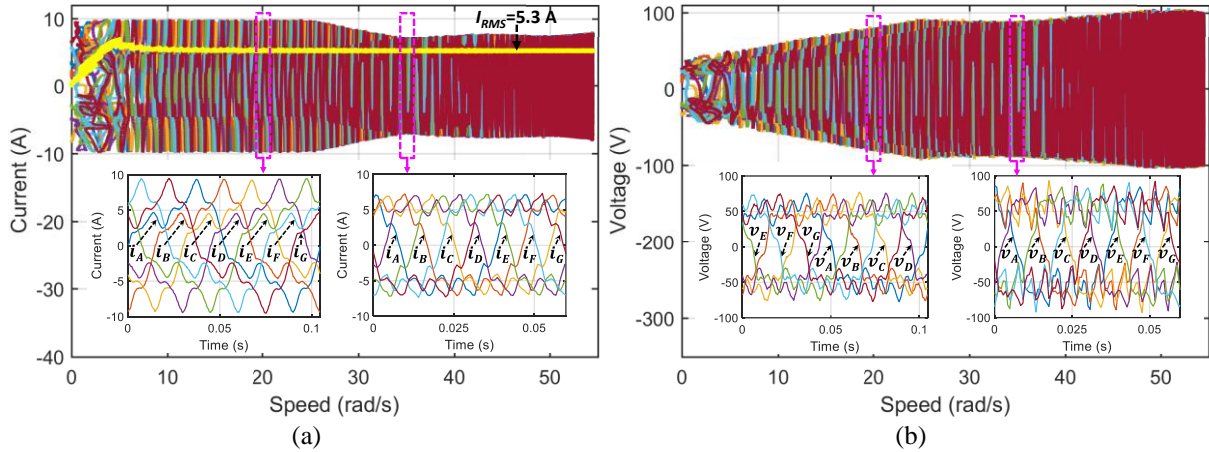 I_RMS=5.3 A
Current (A)
10
0
-10
-20
-30
-40
0
10
20
30
40
50
Speed (rad/s)
Current (A)
10
5
0
-5
-10
i_A
i_B
i_C
i_D
i_E
i_F
i_G
0
0.05
0.1
Time (s)
Current (A)
10
5
0
-5
-10
i_A
i_B
i_C
i_D
i_E
i_F
i_G
0
0.025
0.05
Time (s)
(a)
Voltage (V)
100
0
-100
-200
-300
0
10
20
30
40
50
Speed (rad/s)
Voltage (V)
100
50
0
-50
-100
v_E
v_F
v_G
v_A
v_B
v_C
v_D
0
0.05
0.1
Time (s)
Voltage (V)
100
50
0
-50
-100
v_A
v_B
v_C
v_D
v_E
v_F
v_G
0
0.025
0.05
Time (s)
(b)